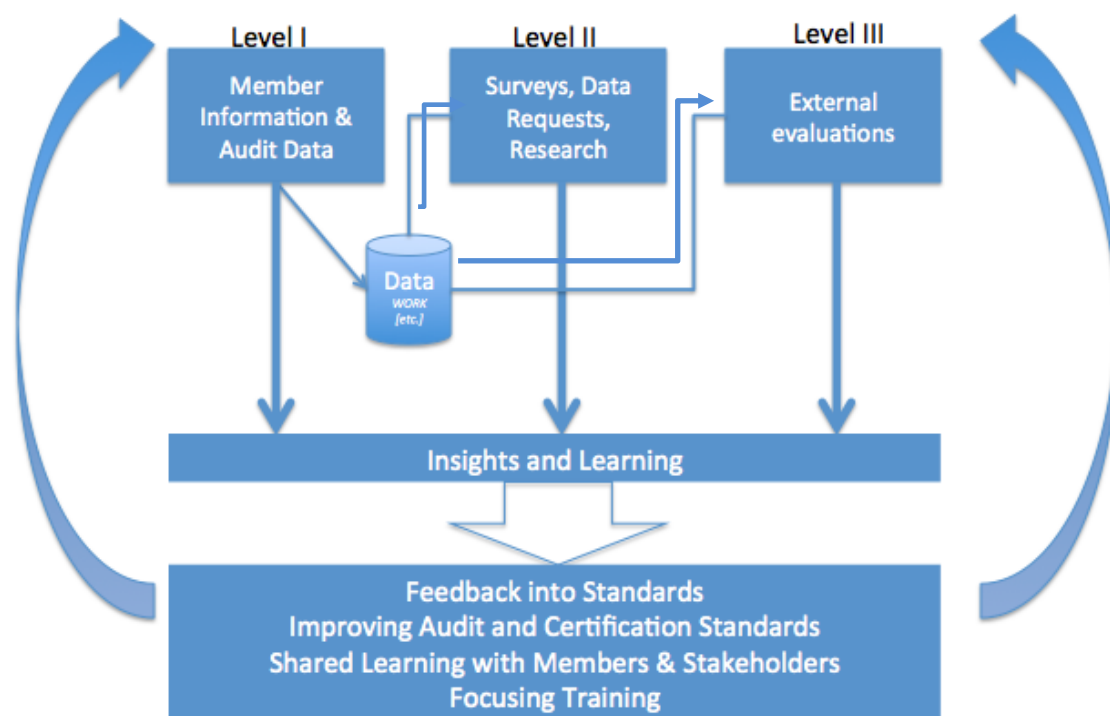 Level I
Level II
Level III
Member
Information &
Audit Data
Surveys, Data
Requests,
Research
External
evaluations
Data
WORK
[etc.]
Insights and Learning
Feedback into Standards
Improving Audit and Certification Standards
Shared Learning with Members & Stakeholders
Focusing Training